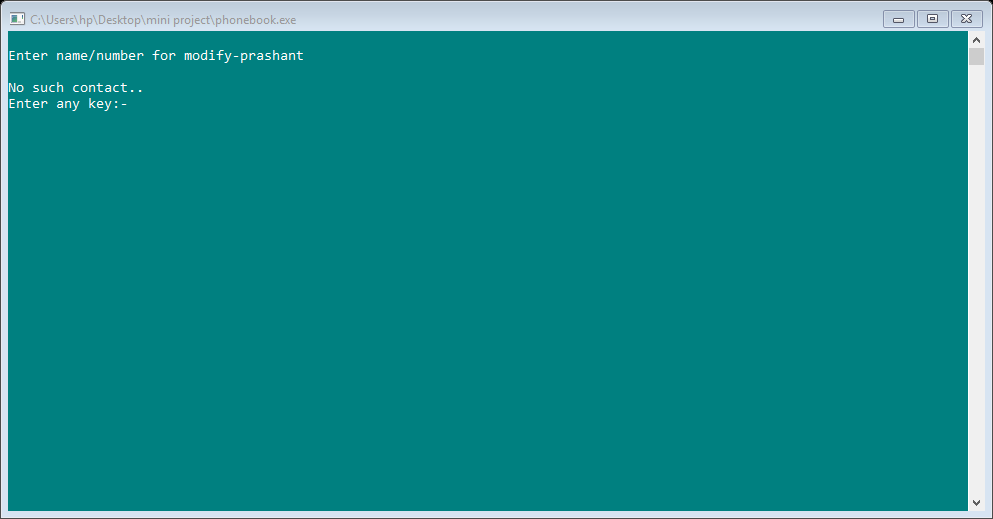 C:\Users\hp\Desktop\mini project\phonebook.exe
Enter name/number for modify-prashant
No such contact..
Enter any key:-